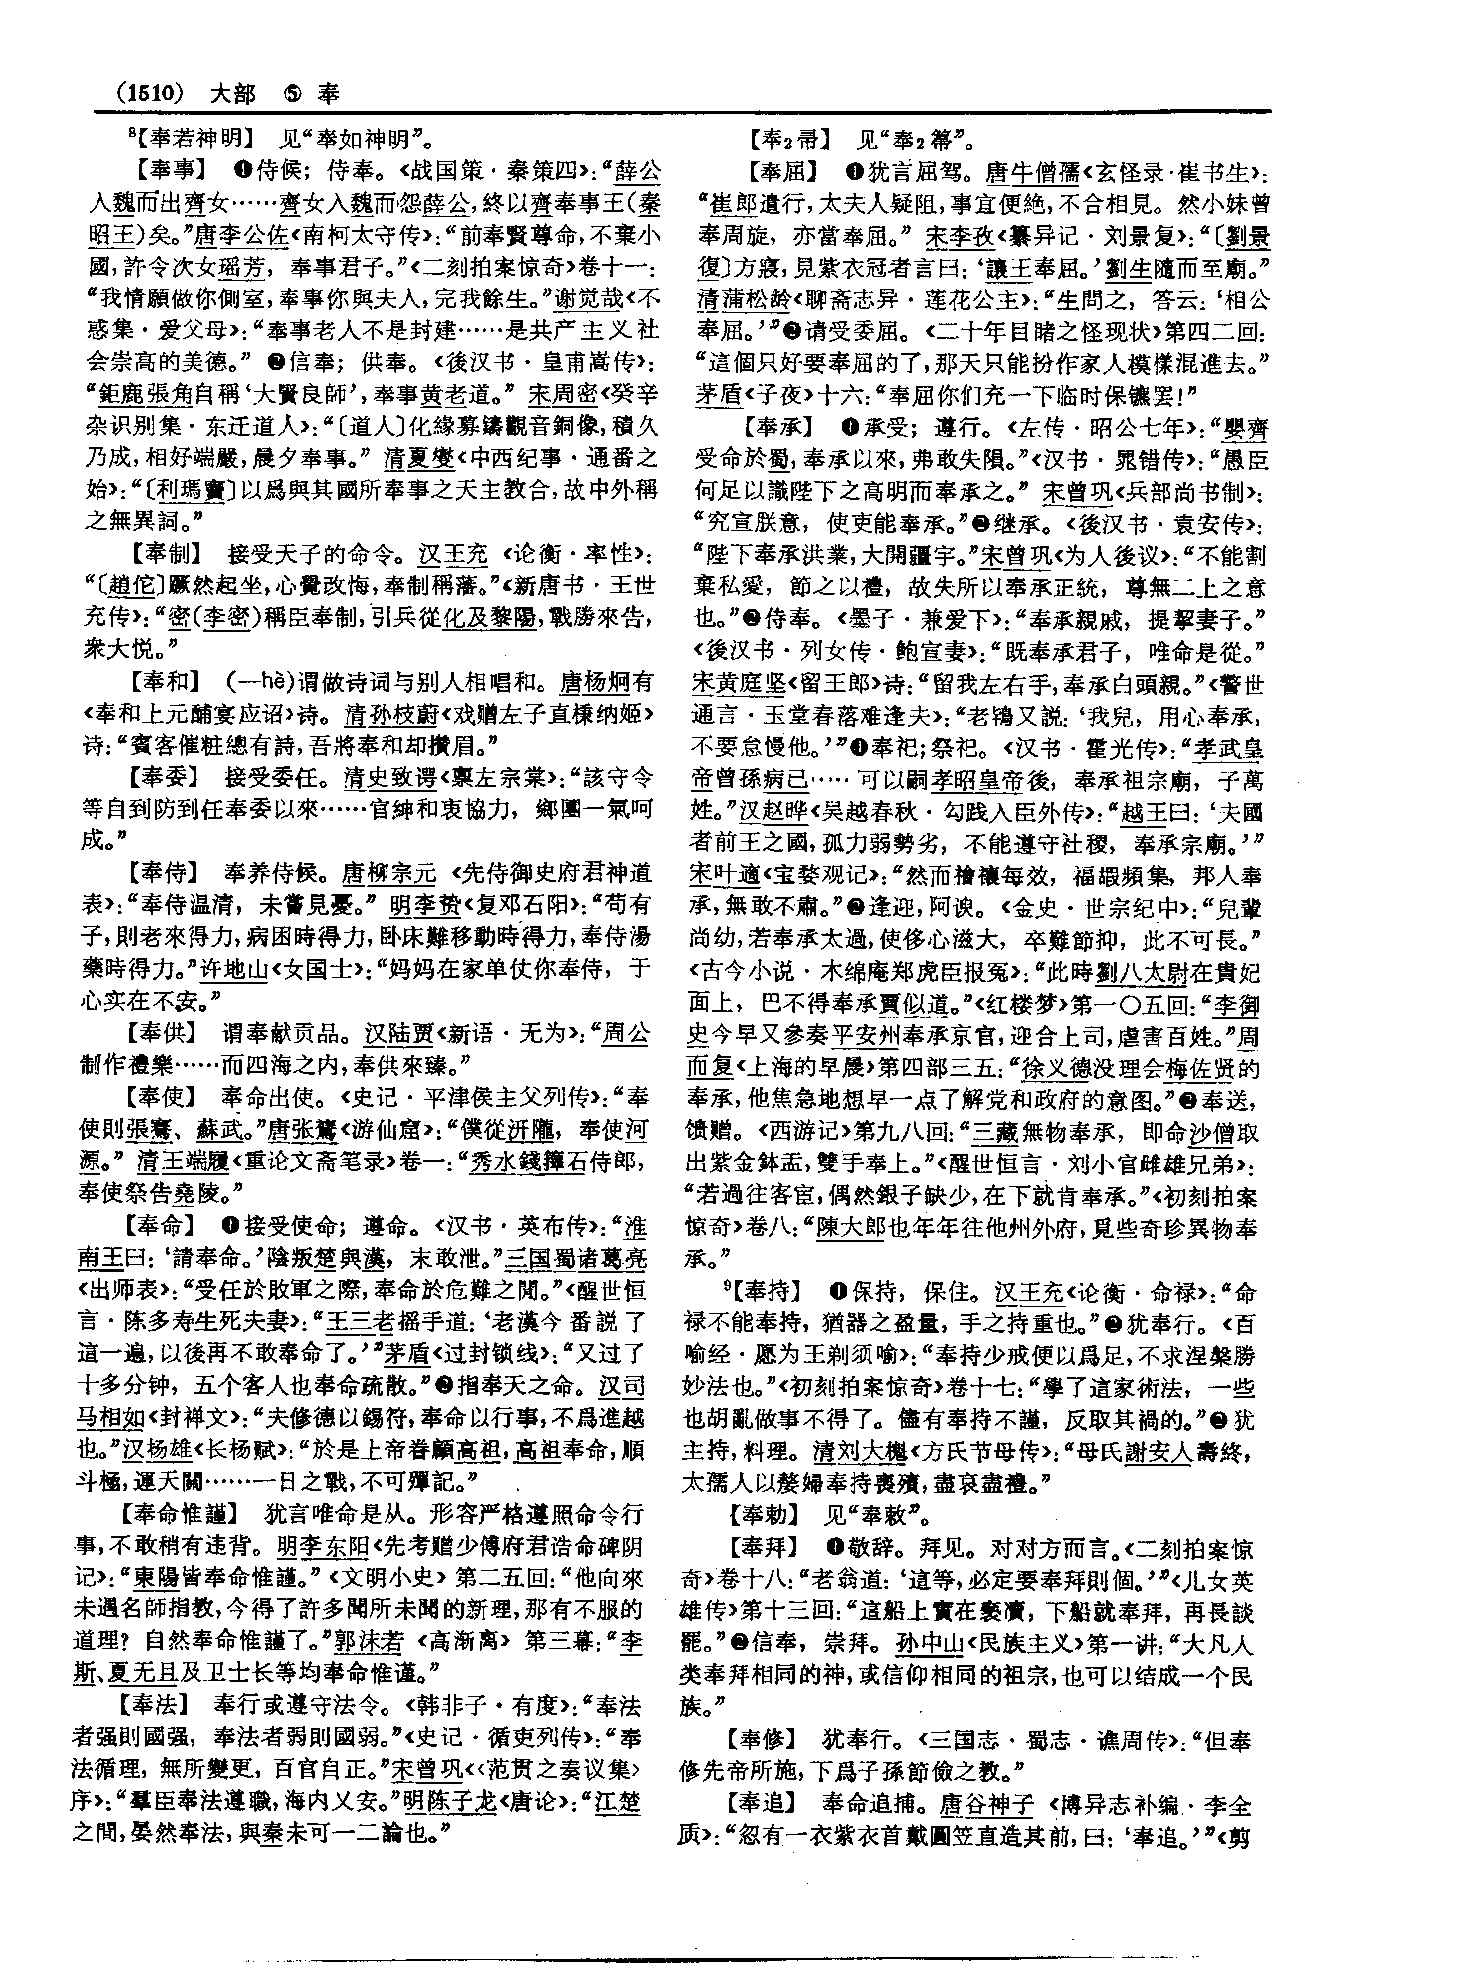 (1510) 大部 ⑤ 奉
⁸【奉若神明】 见“奉如神明”。
【奉事】 ❶侍候；侍奉。《战国策·秦策四》：“薛公
入魏而出齊女……齊女入魏而怨薛公，終以齊奉事王（秦
昭王）矣。”唐李公佐《南柯太守传》：“前奉賢尊命，不棄小
國，許令次女瑶芳，奉事君子。”《二刻拍案惊奇》卷十一：
“我情願做你側室，奉事你與夫人，完我餘生。”谢觉哉《不
惑集·爱父母》：“奉事老人不是封建……是共产主义社
会崇高的美德。” ❷信奉；供奉。《後汉书·皇甫嵩传》：
“鉅鹿張角自稱‘大賢良師’，奉事黄老道。” 宋周密《癸辛
杂识别集·东迁道人》：“〔道人〕化緣募鑄觀音銅像，積久
乃成，相好端嚴，晨夕奉事。” 清夏燮《中西纪事·通番之
始》：“〔利瑪竇〕以爲與其國所奉事之天主教合，故中外稱
之無異詞。”
【奉制】 接受天子的命令。汉王充《论衡·率性》：
“〔趙佗〕蹶然起坐，心覺改悔，奉制稱藩。”《新唐书·王世
充传》：“密（李密）稱臣奉制，引兵從化及黎陽，戰勝來告，
衆大悦。”
【奉和】 (—hè)谓做诗词与别人相唱和。唐杨炯有
《奉和上元酺宴应诏》诗。清孙枝蔚《戏赠左子直棟纳姬》
诗：“賓客催粧總有詩，吾將奉和却攢眉。”
【奉委】 接受委任。清史致谔《禀左宗棠》：“該守令
等自到防到任奉委以來……官紳和衷協力，鄉團一氣呵
成。”
【奉侍】 奉养侍候。唐柳宗元《先侍御史府君神道
表》：“奉侍温清，未嘗見憂。” 明李贽《复邓石阳》：“苟有
子，則老來得力，病困時得力，卧床難移動時得力，奉侍湯
藥時得力。”许地山《女国士》：“妈妈在家单仗你奉侍，于
心实在不安。”
【奉供】 谓奉献贡品。汉陆贾《新语·无为》：“周公
制作禮樂……而四海之内，奉供來臻。”
【奉使】 奉命出使。《史记·平津侯主父列传》：“奉
使則張騫、蘇武。”唐张鷟《游仙窟》：“僕從汧隴，奉使河
源。” 清王端履《重论文斋笔录》卷一：“秀水錢籜石侍郎，
奉使祭告堯陵。”
【奉命】 ❶接受使命；遵命。《汉书·英布传》：“淮
南王曰：‘請奉命。’陰叛楚與漢，未敢泄。”三国蜀诸葛亮
《出师表》：“受任於敗軍之際，奉命於危難之間。”《醒世恒
言·陈多寿生死夫妻》：“王三老摇手道：‘老漢今番説了
這一遍，以後再不敢奉命了。’”茅盾《过封锁线》：“又过了
十多分钟，五个客人也奉命疏散。”❷指奉天之命。汉司
马相如《封禅文》：“夫修德以錫符，奉命以行事，不爲進越
也。”汉杨雄《长杨赋》：“於是上帝眷顧高祖，高祖奉命，順
斗極，運天關……一日之戰，不可殫記。”
【奉命惟謹】 犹言唯命是从。形容严格遵照命令行
事，不敢稍有违背。明李东阳《先考赠少傅府君诰命碑阴
记》：“東陽皆奉命惟謹。”《文明小史》第二五回：“他向來
未遇名師指教，今得了許多聞所未聞的新理，那有不服的
道理？自然奉命惟謹了。”郭沫若《高渐离》第三幕：“李
斯、夏无且及卫士长等均奉命惟谨。”
【奉法】 奉行或遵守法令。《韩非子·有度》：“奉法
者强則國强，奉法者弱則國弱。”《史记·循吏列传》：“奉
法循理，無所變更，百官自正。”宋曾巩《〈范贯之奏议集〉
序》：“羣臣奉法遵職，海内乂安。”明陈子龙《唐论》：“江楚
之間，晏然奉法，與秦未可一二論也。”
【奉₂帚】 见“奉₂箒”。
【奉屈】 ❶犹言屈驾。唐牛僧孺《玄怪录·崔书生》：
“崔郎遣行，太夫人疑阻，事宜便絶，不合相見。然小妹曾
奉周旋，亦當奉屈。” 宋李孜《纂异记·刘景复》：“〔劉景
復〕方寢，見紫衣冠者言曰：‘讓王奉屈。’劉生隨而至廟。”
清蒲松龄《聊斋志异·莲花公主》：“生問之，答云：‘相公
奉屈。’”❷请受委屈。《二十年目睹之怪现状》第四二回：
“這個只好要奉屈的了，那天只能扮作家人模樣混進去。”
茅盾《子夜》十六：“奉屈你们充一下临时保镳罢！”
【奉承】 ❶承受；遵行。《左传·昭公七年》：“嬰齊
受命於蜀，奉承以來，弗敢失隕。”《汉书·晁错传》：“愚臣
何足以識陛下之高明而奉承之。” 宋曾巩《兵部尚书制》：
“究宣朕意，使吏能奉承。”❷继承。《後汉书·袁安传》：
“陛下奉承洪業，大開疆宇。”宋曾巩《为人後议》：“不能割
棄私愛，節之以禮，故失所以奉承正統，尊無二上之意
也。”❸侍奉。《墨子·兼爱下》：“奉承親戚，提挈妻子。”
《後汉书·列女传·鲍宣妻》：“既奉承君子，唯命是從。”
宋黄庭坚《留王郎》诗：“留我左右手，奉承白頭親。”《警世
通言·玉堂春落难逢夫》：“老鴇又説：‘我兒，用心奉承，
不要怠慢他。’”❹奉祀；祭祀。《汉书·霍光传》：“孝武皇
帝曾孫病已……可以嗣孝昭皇帝後，奉承祖宗廟，子萬
姓。”汉赵晔《吴越春秋·勾践入臣外传》：“越王曰：‘夫國
者前王之國，孤力弱勢劣，不能遵守社稷，奉承宗廟。’”
宋叶適《宝婺观记》：“然而禬禳每效，福嘏頻集，邦人奉
承，無敢不肅。”❺逢迎，阿谀。《金史·世宗纪中》：“兒輩
尚幼，若奉承太過，使侈心滋大，卒難節抑，此不可長。”
《古今小说·木绵庵郑虎臣报冤》：“此時劉八太尉在貴妃
面上，巴不得奉承賈似道。”《红楼梦》第一〇五回：“李御
史今早又參奏平安州奉承京官，迎合上司，虐害百姓。”周
而复《上海的早晨》第四部三五：“徐义德没理会梅佐贤的
奉承，他焦急地想早一点了解党和政府的意图。”❻奉送，
馈赠。《西游记》第九八回：“三藏無物奉承，即命沙僧取
出紫金鉢盂，雙手奉上。”《醒世恒言·刘小官雌雄兄弟》：
“若過往客官，偶然銀子缺少，在下就肯奉承。”《初刻拍案
惊奇》卷八：“陳大郎也年年往他州外府，覓些奇珍異物奉
承。”
⁹【奉持】 ❶保持，保住。汉王充《论衡·命禄》：“命
禄不能奉持，猶器之盈量，手之持重也。”❷犹奉行。《百
喻经·愿为王剃须喻》：“奉持少戒便以爲足，不求涅槃勝
妙法也。”《初刻拍案惊奇》卷十七：“學了這家術法，一些
也胡亂做事不得了。儘有奉持不謹，反取其禍的。”❸犹
主持，料理。清刘大櫆《方氏节母传》：“母氏謝安人壽終，
太孺人以嫠婦奉持喪殯，盡哀盡禮。”
【奉勅】 见“奉敕”。
【奉拜】 ❶敬辞。拜见。对对方而言。《二刻拍案惊
奇》卷十八：“老翁道：‘這等，必定要奉拜則個。’”《儿女英
雄传》第十三回：“這船上實在褻瀆，下船就奉拜，再長談
罷。”❷信奉，崇拜。孙中山《民族主义》第一讲：“大凡人
类奉拜相同的神，或信仰相同的祖宗，也可以结成一个民
族。”
【奉修】 犹奉行。《三国志·蜀志·谯周传》：“但奉
修先帝所施，下爲子孫節儉之教。”
【奉追】 奉命追捕。唐谷神子《博异志补编·李全
质》：“忽有一衣紫衣首戴圓笠直造其前，曰：‘奉追。’”《剪